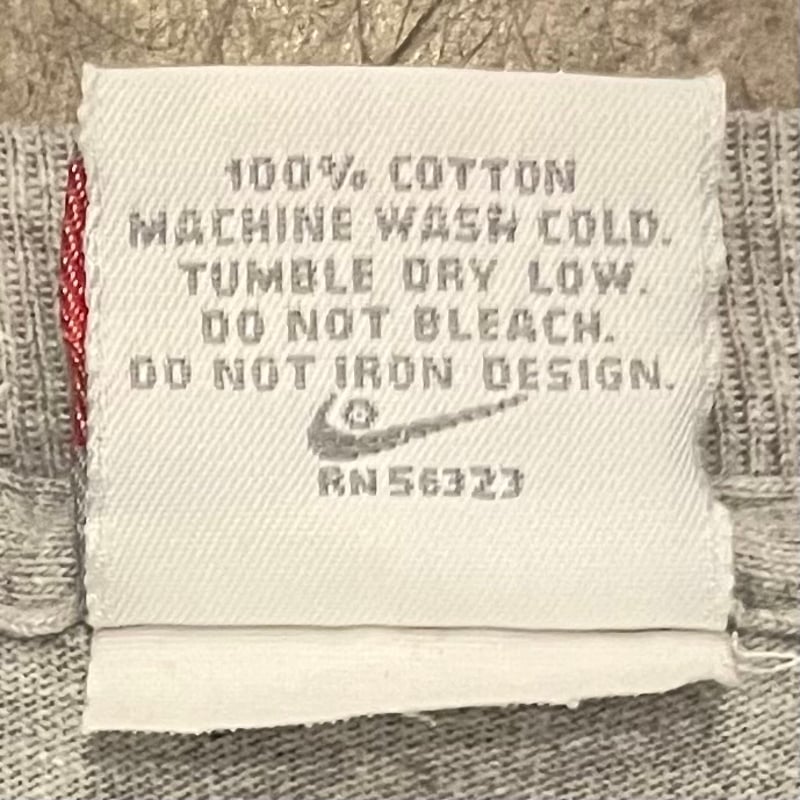 100% COTTON
MACHINE WASH COLD.
TUMBLE DRY LOW.
DO NOT BLEACH.
DO NOT IRON DESIGN.
®
RN 56323